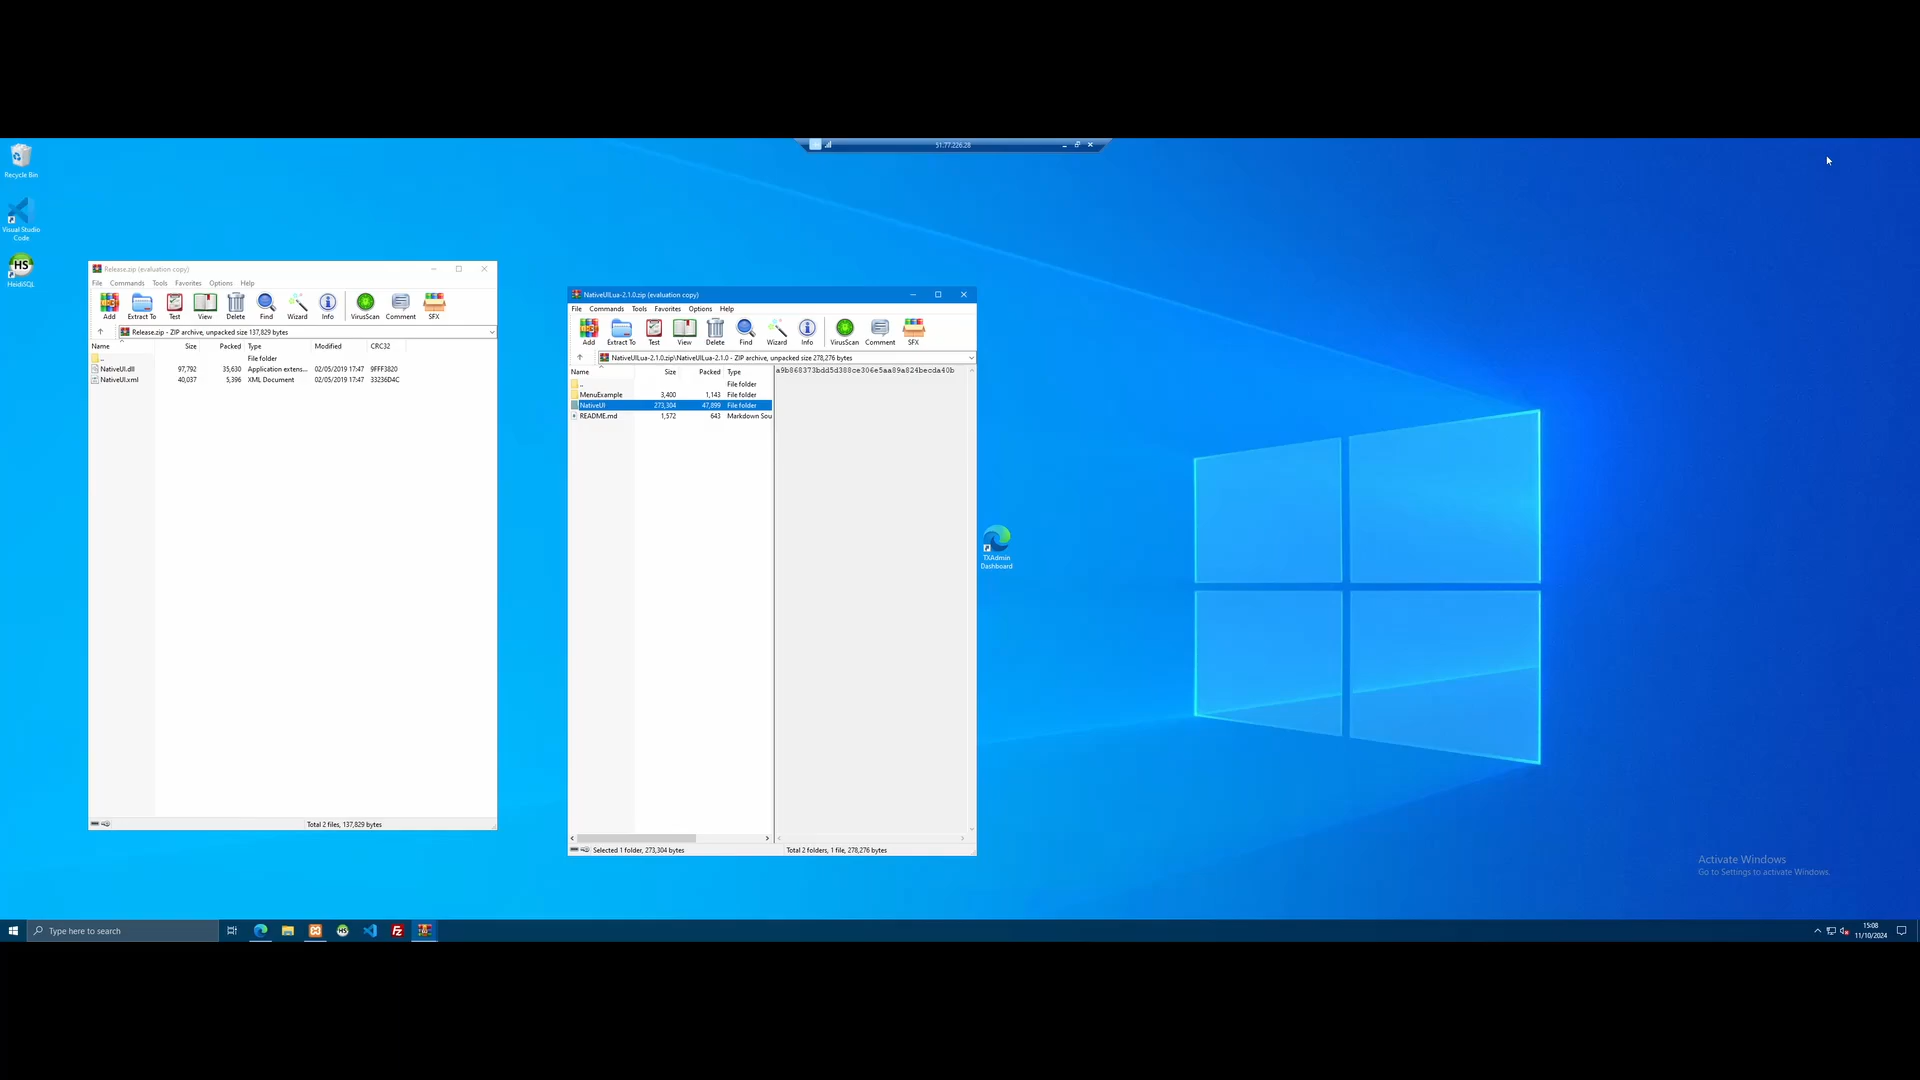 51.77.226.28
Recycle Bin
Visual Studio
Code
HeidiSQL
Release.zip (evaluation copy)
File Commands Tools Favorites Options Help
Add Extract To Test View Delete Find Wizard Info VirusScan Comment SFX
Release.zip - ZIP archive, unpacked size 137,829 bytes
Name Size Packed Type Modified CRC32
.. File folder
NativeUI.dll 97,792 35,630 Application extens... 02/05/2019 17:47 9FFF3820
NativeUI.xml 40,037 5,396 XML Document 02/05/2019 17:47 33236D4C
Total 2 files, 137,829 bytes
NativeUILua-2.1.0.zip (evaluation copy)
File Commands Tools Favorites Options Help
Add Extract To Test View Delete Find Wizard Info VirusScan Comment SFX
NativeUILua-2.1.0.zip\NativeUILua-2.1.0 - ZIP archive, unpacked size 278,276 bytes
Name Size Packed Type
a9b868373bdd5d388ce306e5aa89a824becda40b
.. File folder
MenuExample 3,400 1,143 File folder
NativeUI 273,304 47,899 File folder
README.md 1,572 643 Markdown Sou
Selected 1 folder, 273,304 bytes
Total 2 folders, 1 file, 278,276 bytes
TXAdmin
Dashboard
Activate Windows
Go to Settings to activate Windows.
Type here to search
15:08
11/10/2024